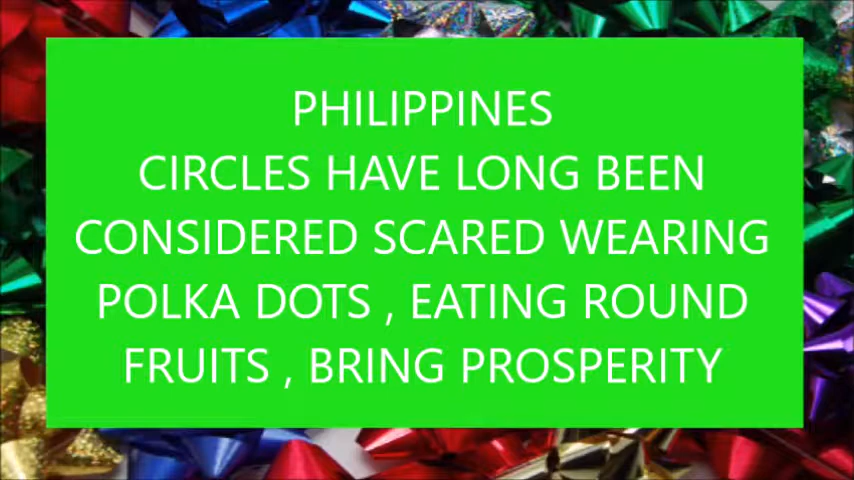 PHILIPPINES
CIRCLES HAVE LONG BEEN
CONSIDERED SCARED WEARING
POLKA DOTS , EATING ROUND
FRUITS , BRING PROSPERITY